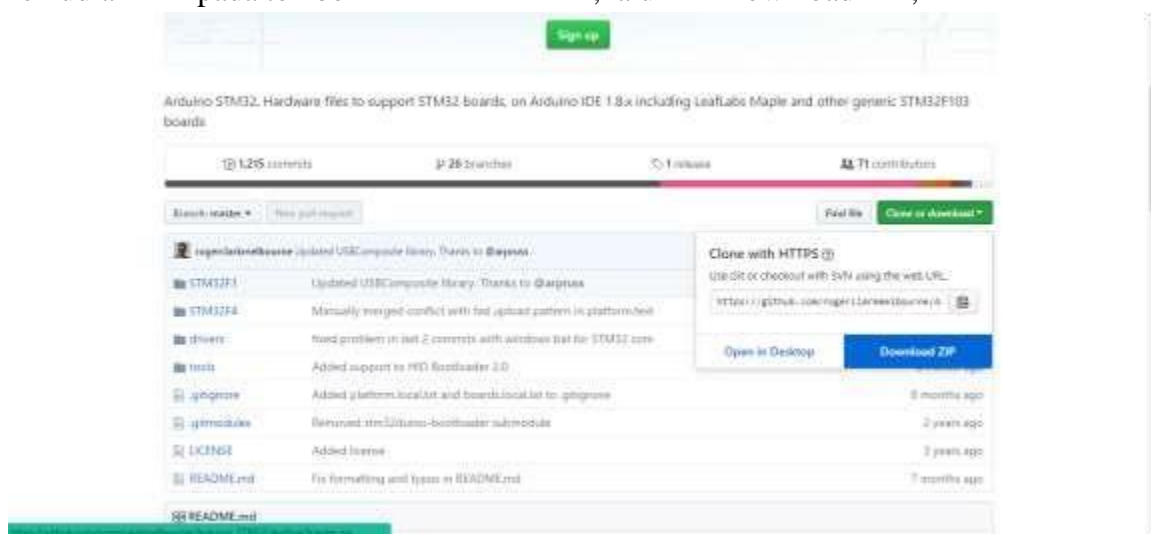 Sign up
Arduino STM32. Hardware files to support STM32 boards, on Arduino IDE 1.8.x including LeafLabs Maple and other generic STM32F103
boards
1,215 commits 26 branches 1 release 71 contributors
Branch: master New pull request Find file Clone or download
rogerclarkmelbourne Updated USBComposite library. Thanks to @arpruss
Clone with HTTPS
Use Git or checkout with SVN using the web URL.
STM32F1 Updated USBComposite library. Thanks to @arpruss
https://github.com/rogerclarkmelbourne/A
STM32F4 Manually merged conflict with fast upload pattern in platform.text
drivers fixed problem in last 2 commits with windows bat for STM32 core
Open in Desktop Download ZIP
tools Added support to HID Bootloader 2.0
.gitignore Added platform.local.txt and boards.local.txt to .gitignore 8 months ago
.gitmodules Removed stm32duino-bootloader submodule 2 years ago
LICENSE Added license 3 years ago
README.md Fix formatting and typos in README.md 7 months ago
README.md